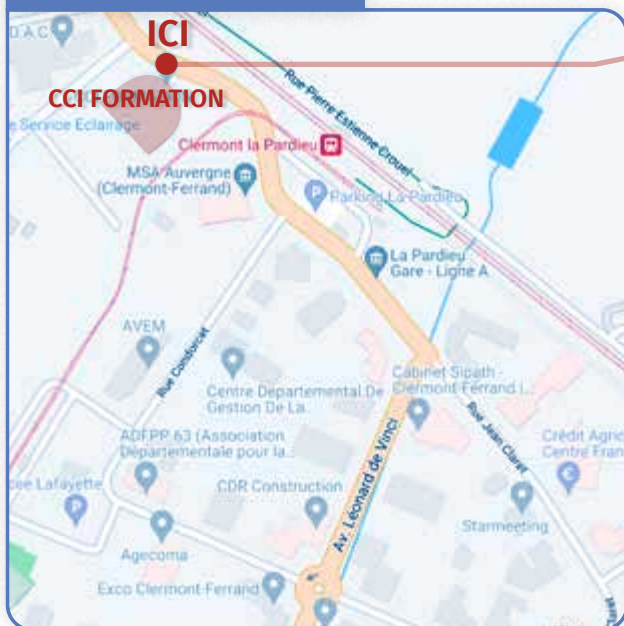 D.A.C
ICI
CCI FORMATION
e Service Eclairage
Rue Pierre Estienne Crouel
Clermont la Pardieu
MSA Auvergne
(Clermont-Ferrand)
Parking La Pardieu
La Pardieu
Gare - Ligne A
AVEM
Rue Condorcet
Centre Départemental De
Gestion De La...
Cabinet Sipath -
Clermont-Ferrand (...
Av. Léonard de Vinci
Rue Jean Claret
ADFPP 63 (Association
Départementale pour la...
Crédit Agric
Centre Fran
cee Lafayette
CDR Construction
Starmeeting
Agecoma
Exco Clermont-Ferrand
Claret